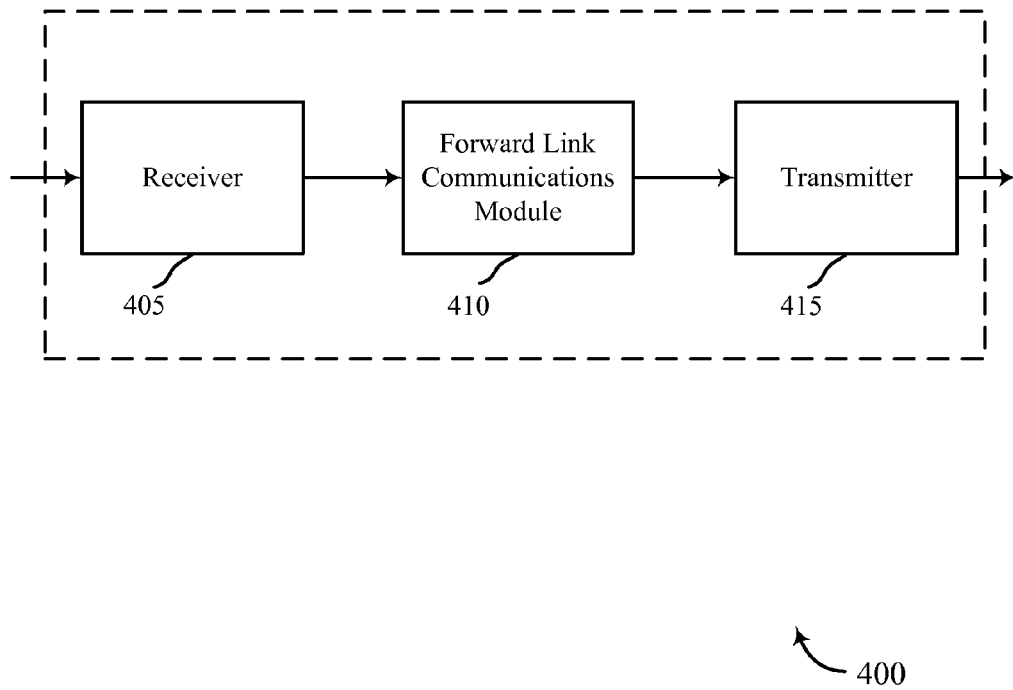 Receiver
Forward Link
Communications
Module
Transmitter
405
410
415
400